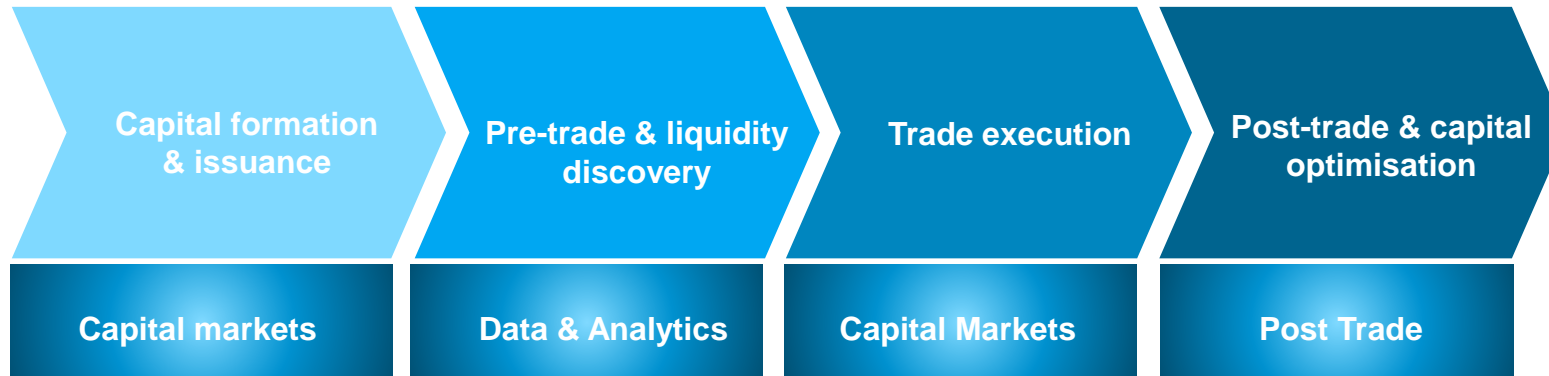 Capital formation
& issuance
Pre-trade & liquidity
discovery
Trade execution
Post-trade & capital
optimisation
Capital markets
Data & Analytics
Capital Markets
Post Trade